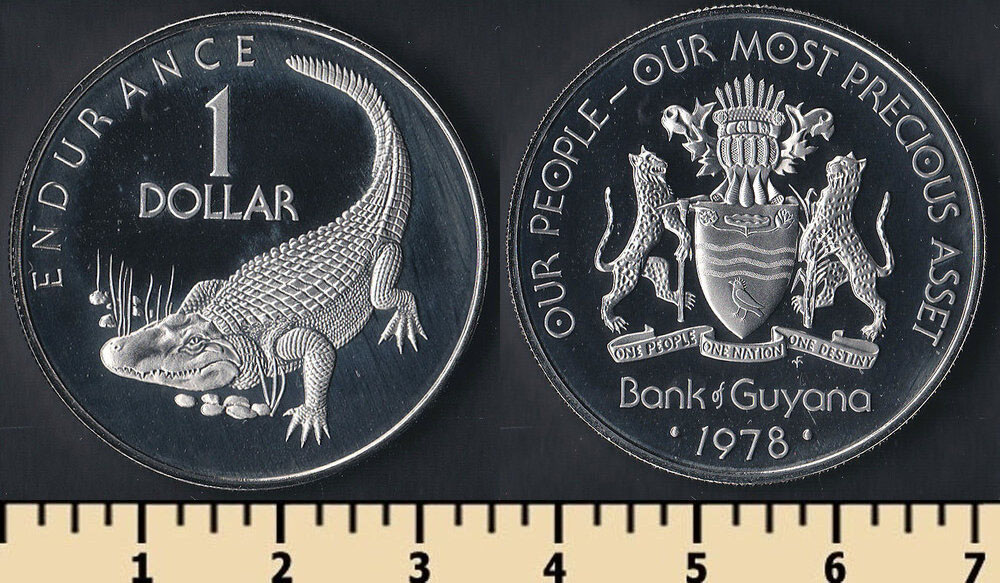 ENDURANCE
1
DOLLAR
OUR PEOPLE – OUR MOST PRECIOUS ASSET
ONE PEOPLE ONE NATION ONE DESTINY
Bank of Guyana
• 1978 •
1 2 3 4 5 6 7